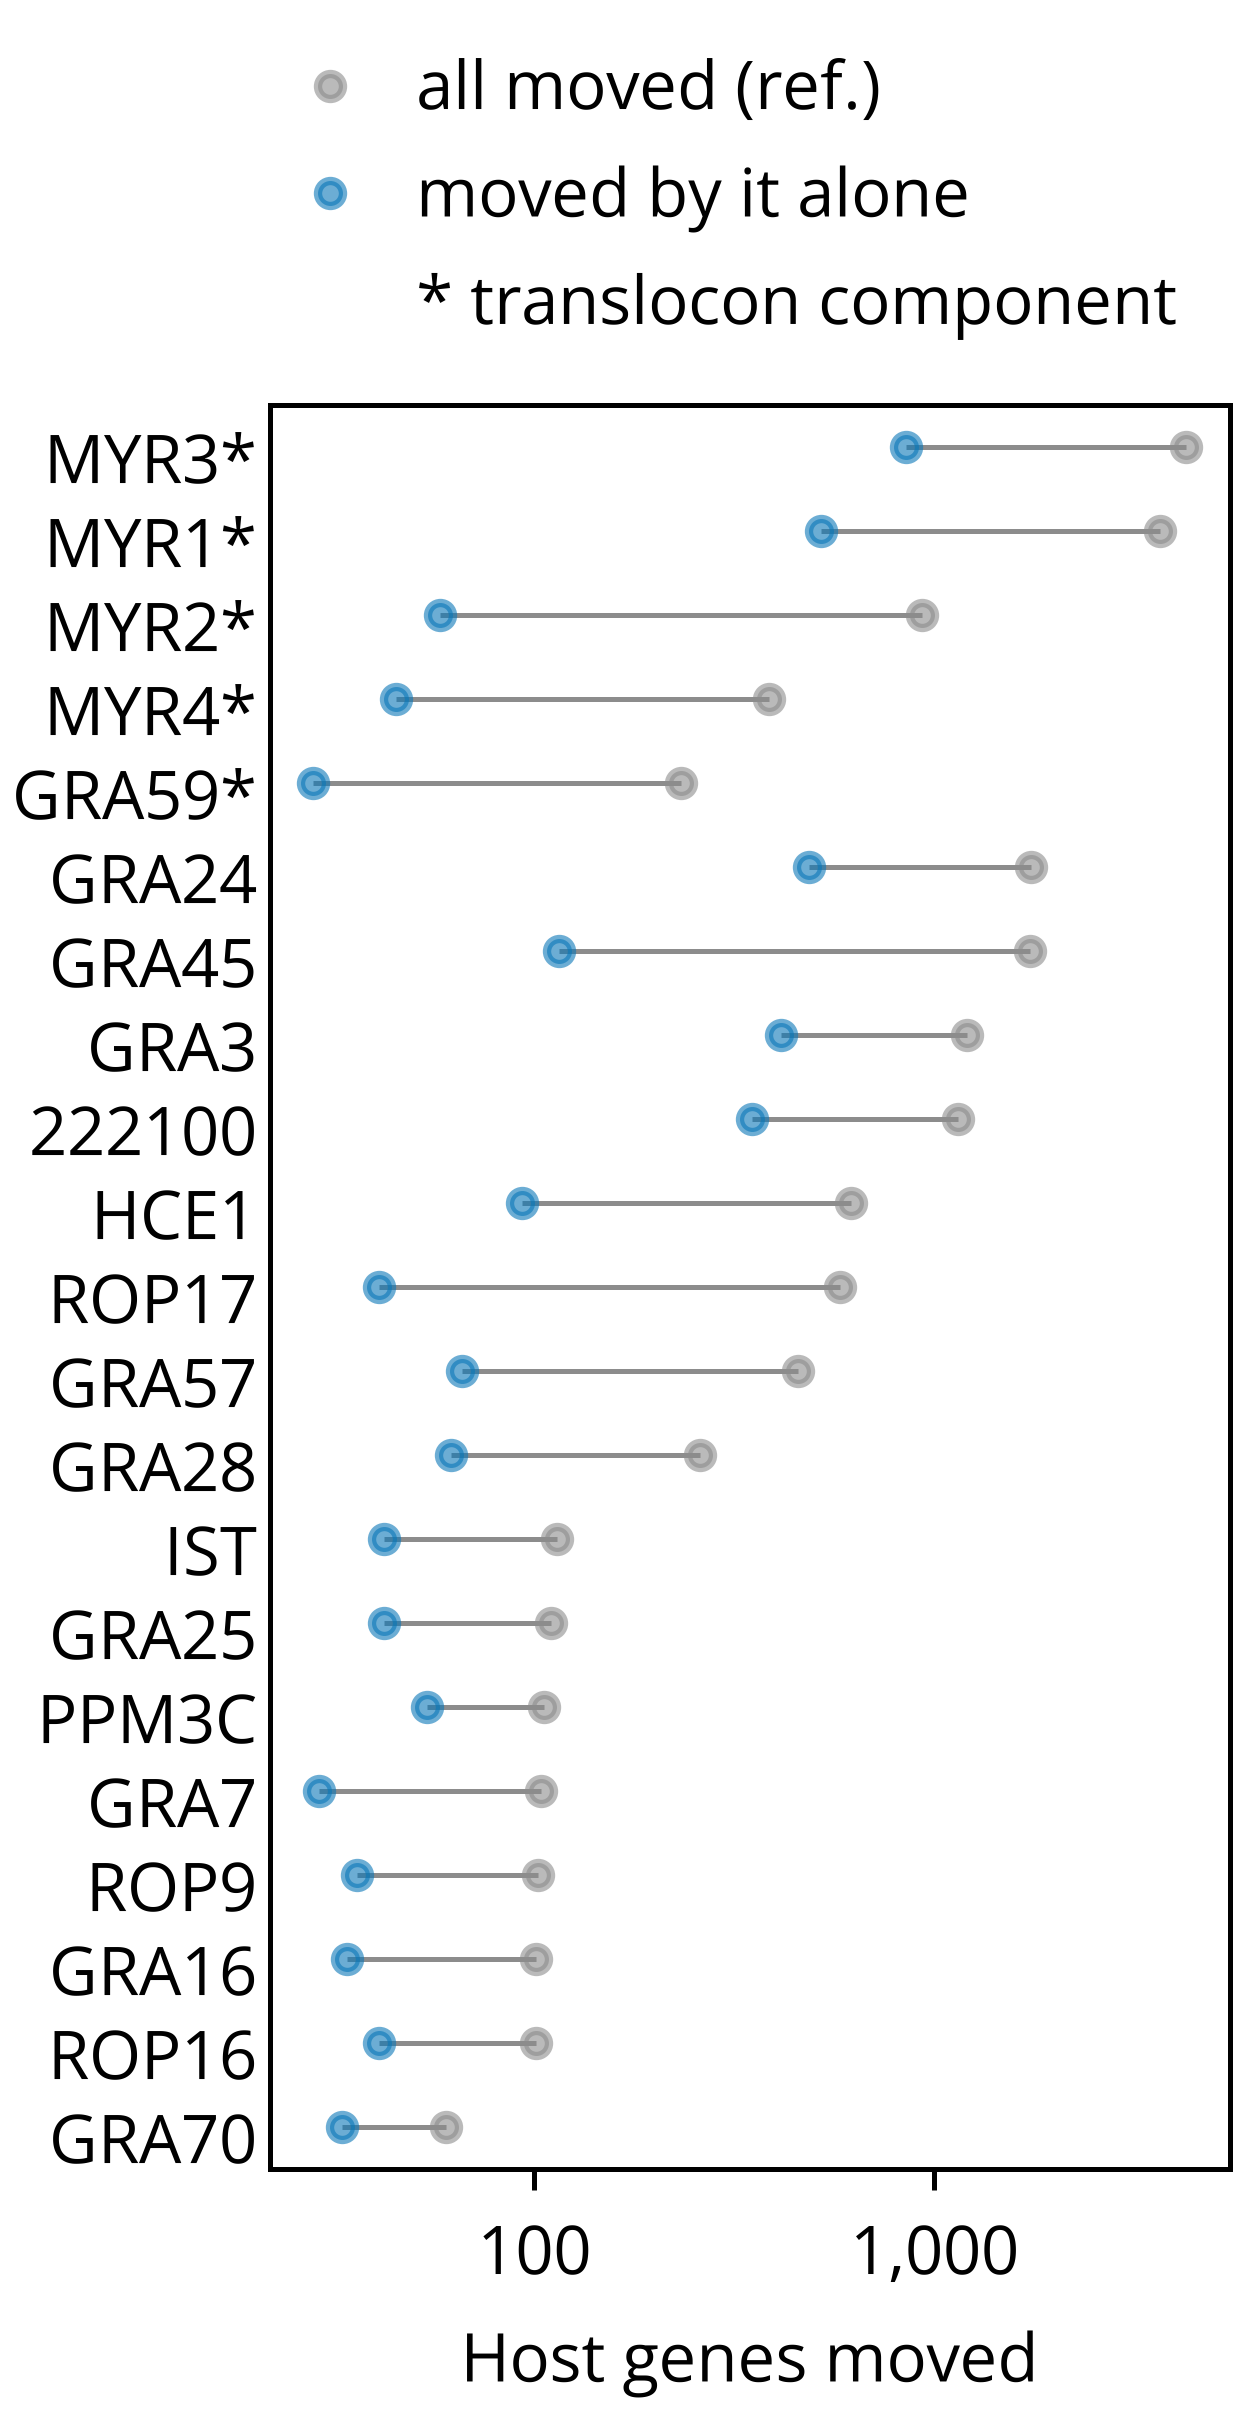 all moved (ref.)
moved by it alone
* translocon component
MYR3*
MYR1*
MYR2*
MYR4*
GRA59*
GRA24
GRA45
GRA3
222100
HCE1
ROP17
GRA57
GRA28
IST
GRA25
PPM3C
GRA7
ROP9
GRA16
ROP16
GRA70
100 1,000
Host genes moved